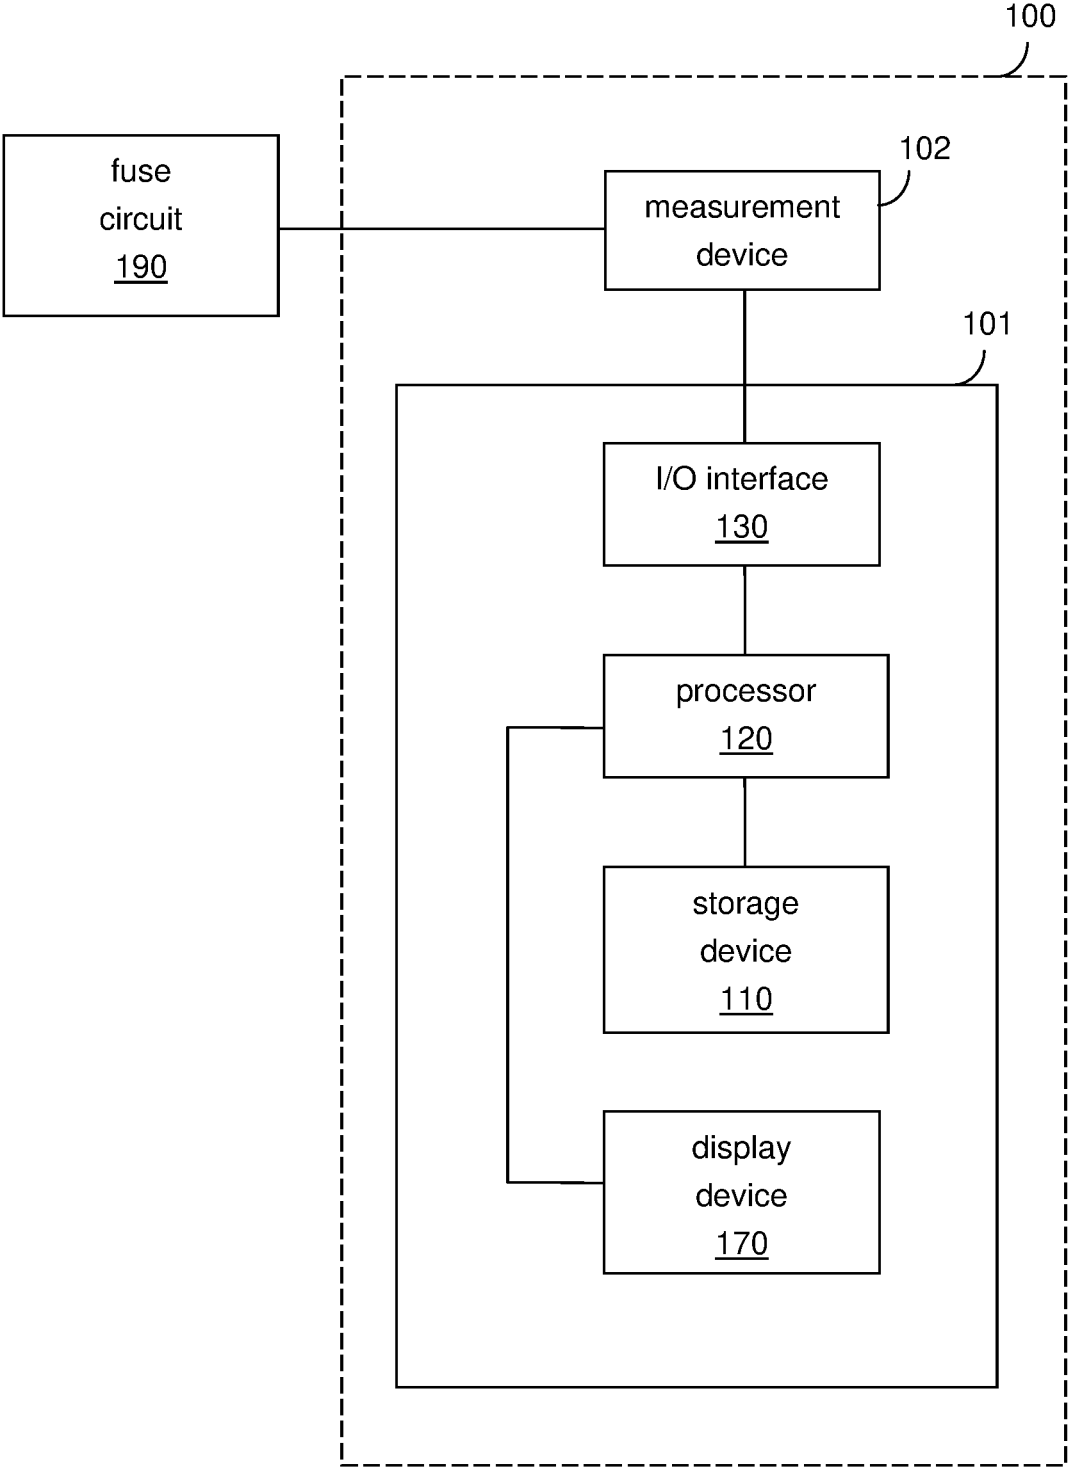 100
fuse
circuit
190
102
measurement
device
101
I/O interface
130
processor
120
storage
device
110
display
device
170